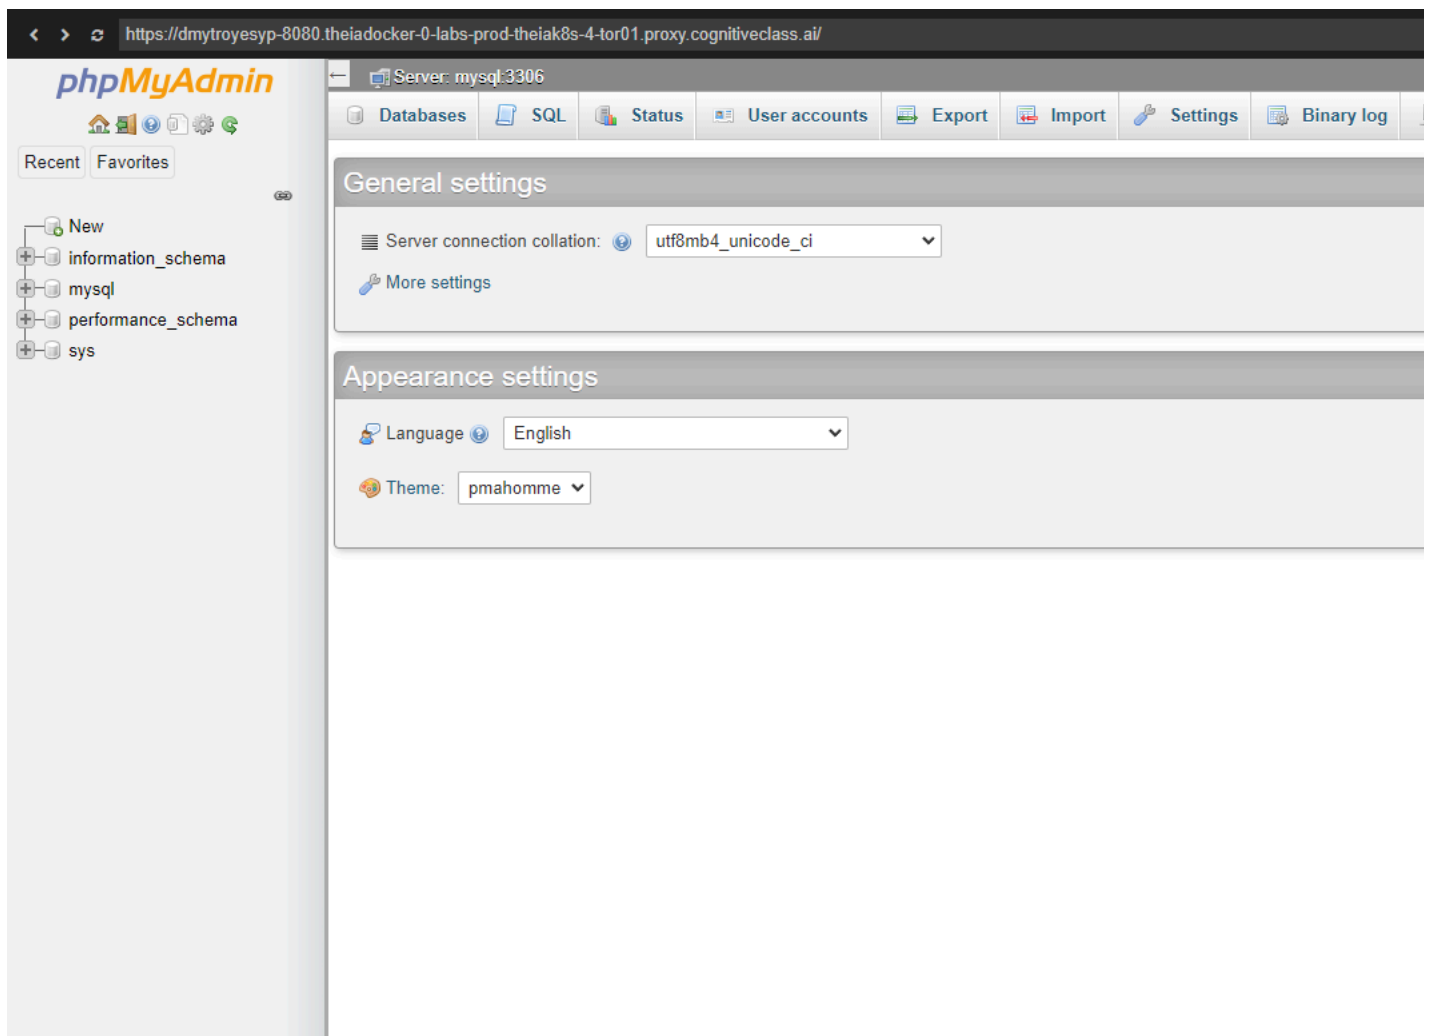 https://dmytroyesyp-8080.theiadocker-0-labs-prod-theiak8s-4-tor01.proxy.cognitiveclass.ai/
phpMyAdmin
Recent Favorites
New
information_schema
mysql
performance_schema
sys
Server: mysql:3306
Databases SQL Status User accounts Export Import Settings Binary log
General settings
Server connection collation: utf8mb4_unicode_ci
More settings
Appearance settings
Language English
Theme: pmahomme